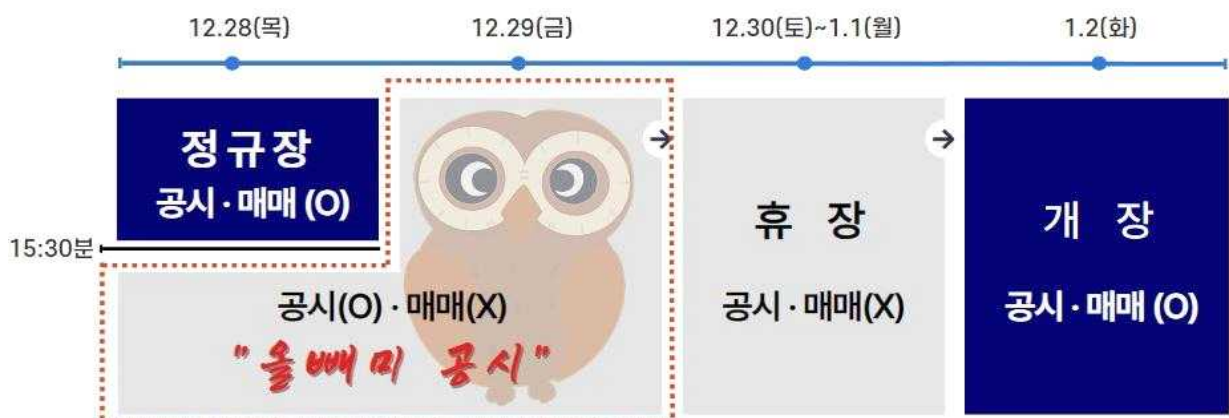 12.28(목)
12.29(금)
12.30(토)~1.1(월)
1.2(화)
정규장
공시·매매 (O)
15:30분
공시(O)·매매(X)
"올빼미 공시"
휴 장
공시·매매(X)
개 장
공시·매매 (O)